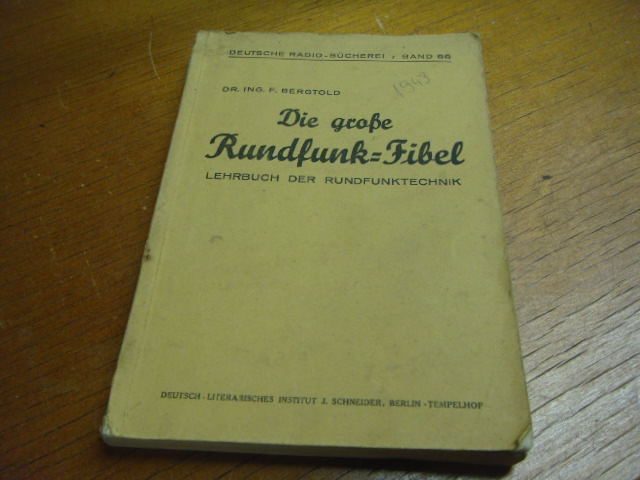 DEUTSCHE RADIO-BÜCHEREI, BAND 66
DR. ING. F. BERGTOLD
1943
Die große
Rundfunk=Fibel
LEHRBUCH DER RUNDFUNKTECHNIK
DEUTSCH-LITERARISCHES INSTITUT J. SCHNEIDER, BERLIN-TEMPELHOF